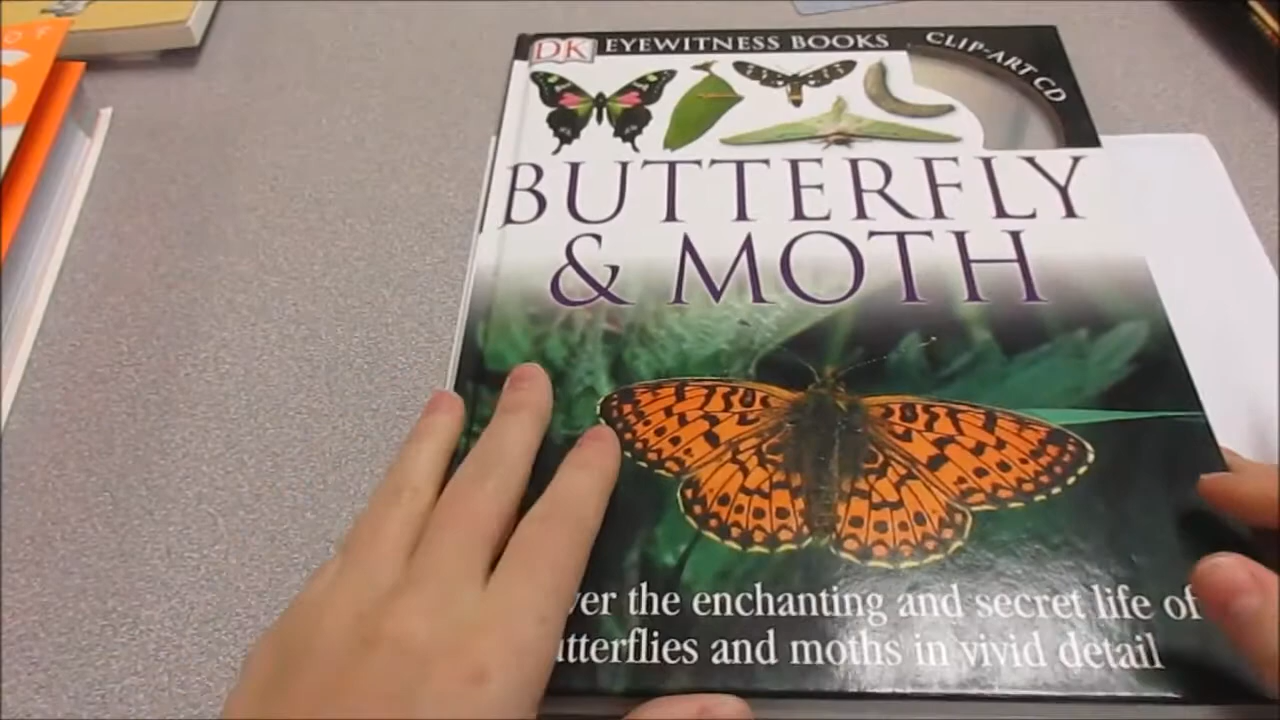 DK EYEWITNESS BOOKS
CLIP-ART CD
BUTTERFLY
& MOTH
ver the enchanting and secret life of
utterflies and moths in vivid detail
OF